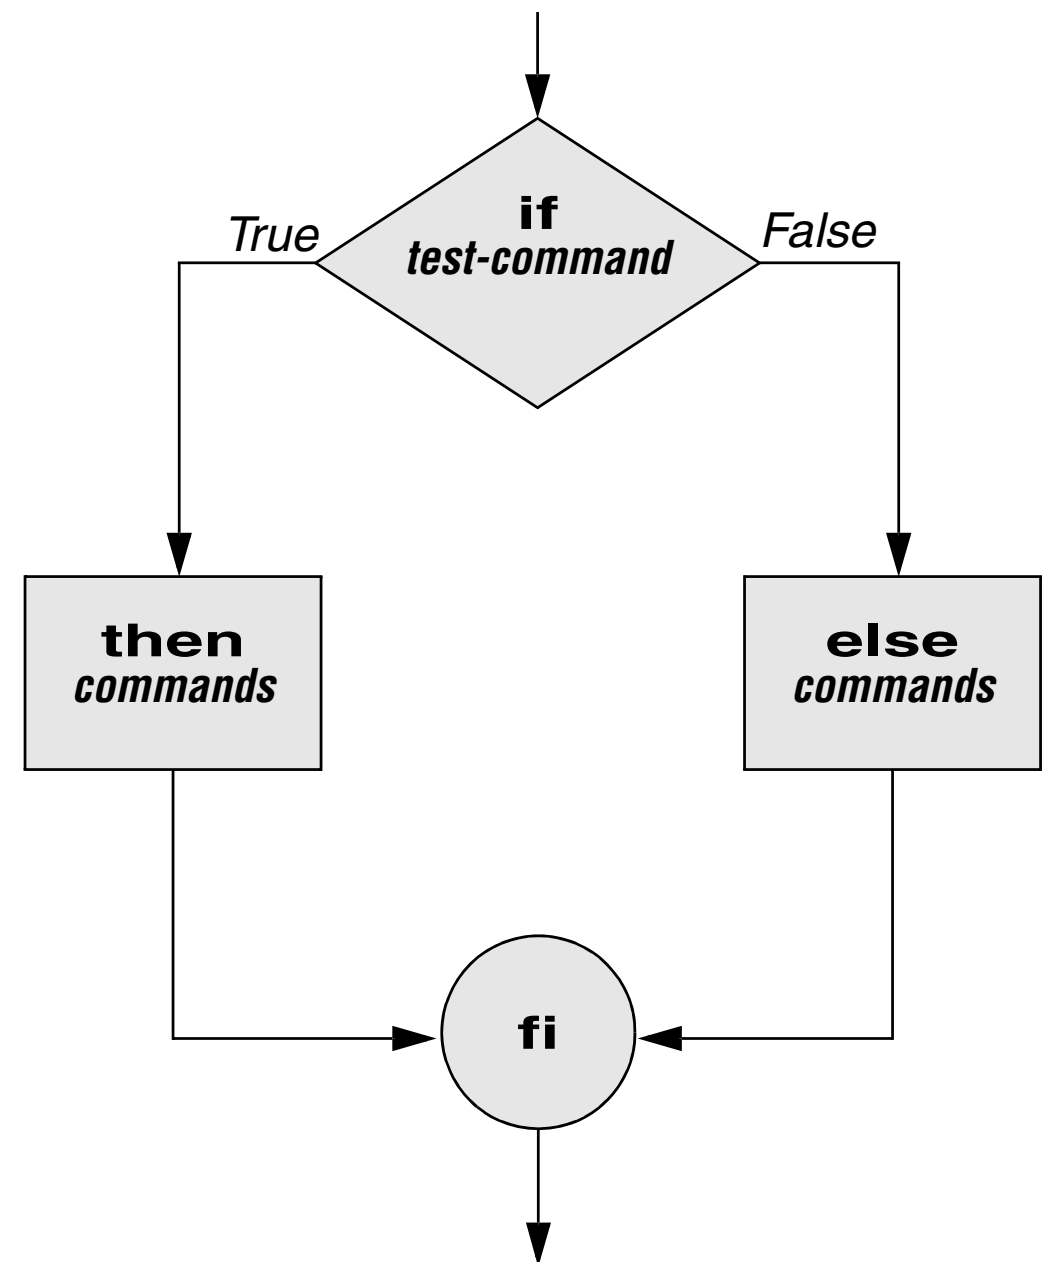 if
test-command
True
False
then
commands
else
commands
fi